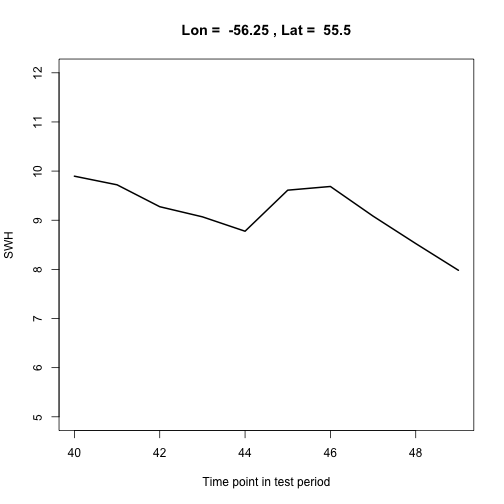 Lon =  -56.25 , Lat =  55.5
12
11
10
9
8
7
6
5
SWH
40 42 44 46 48
Time point in test period